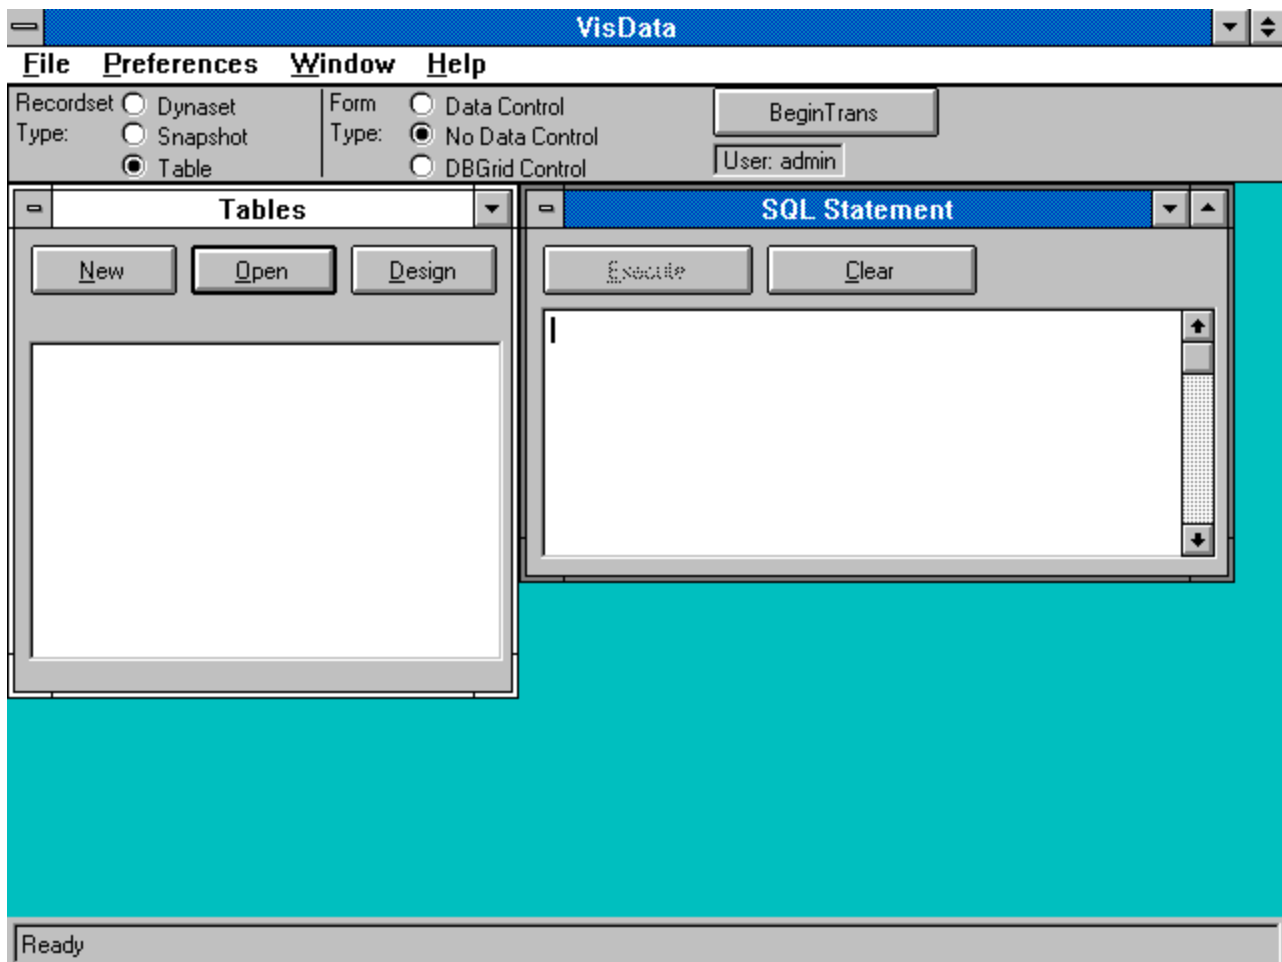 VisData
File Preferences Window Help
Recordset Type:
Dynaset
Snapshot
Table
Form Type:
Data Control
No Data Control
DBGrid Control
BeginTrans
User: admin
Tables
New Open Design
SQL Statement
Execute Clear
Ready